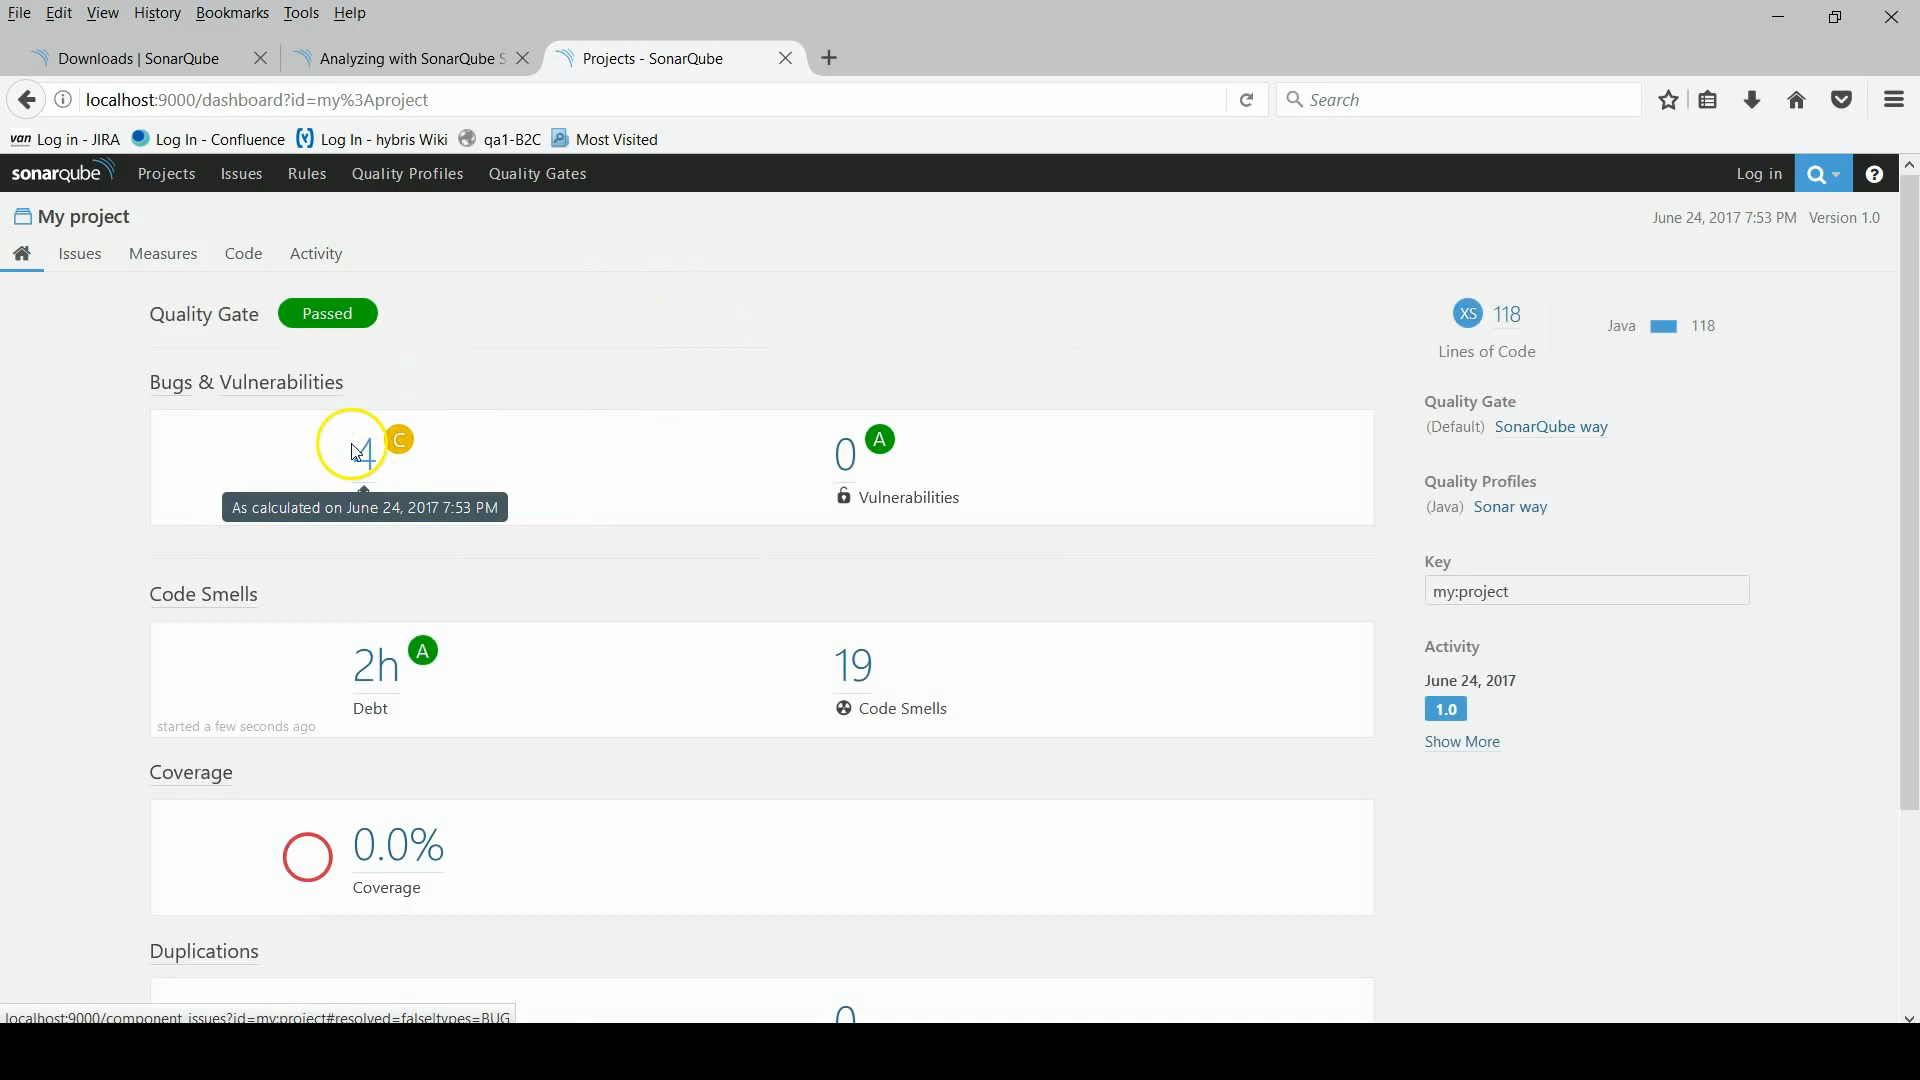 File Edit View History Bookmarks Tools Help
Downloads | SonarQube Analyzing with SonarQube S Projects - SonarQube
localhost:9000/dashboard?id=my%3Aproject Search
van Log in - JIRA Log In - Confluence Log In - hybris Wiki qa1-B2C Most Visited
sonarqube Projects Issues Rules Quality Profiles Quality Gates Log in
My project June 24, 2017 7:53 PM Version 1.0
Issues Measures Code Activity
Quality Gate Passed
XS 118
Lines of Code
Java 118
Bugs & Vulnerabilities
4 C 0 A
As calculated on June 24, 2017 7:53 PM
Vulnerabilities
Quality Gate
(Default) SonarQube way
Quality Profiles
(Java) Sonar way
Key
my:project
Code Smells
2h A 19
Debt Code Smells
started a few seconds ago
Activity
June 24, 2017
1.0
Show More
Coverage
0.0%
Coverage
Duplications
0
localhost:9000/component_issues?id=my:project#resolved=false|types=BUG